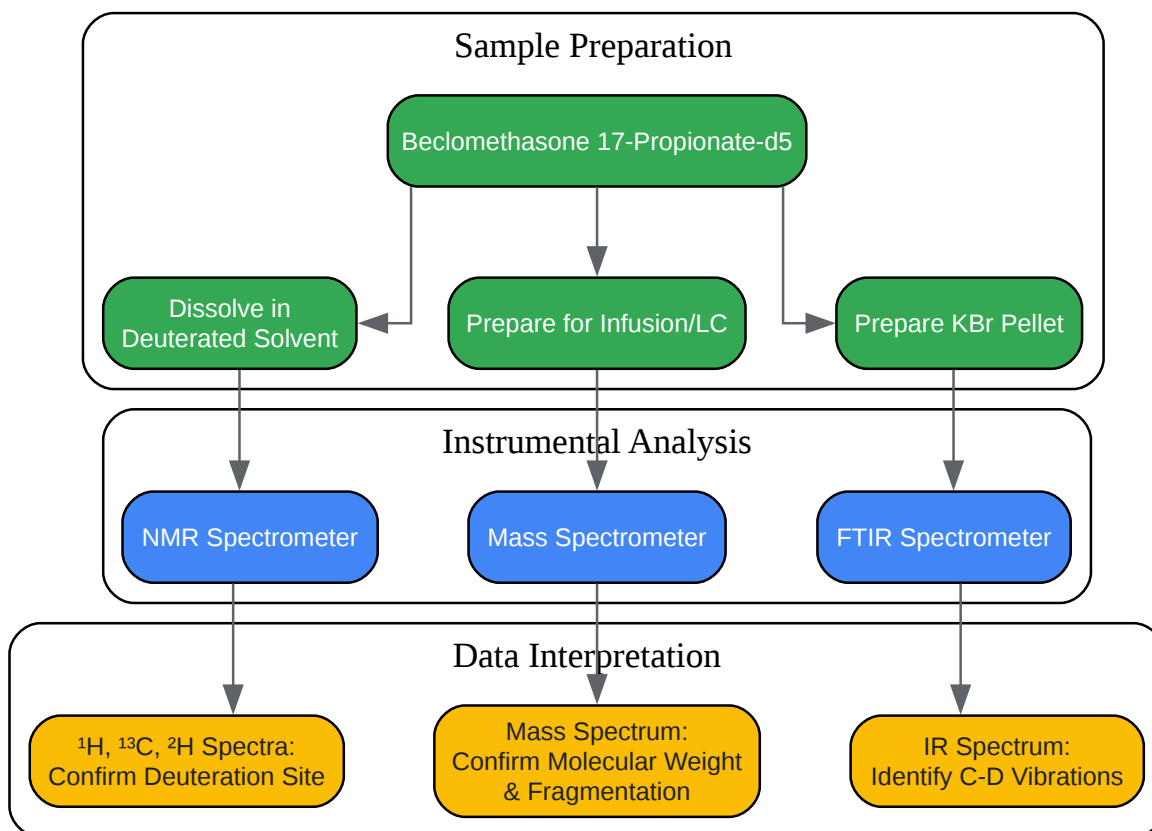 Sample Preparation
Beclomethasone 17-Propionate-d5
Dissolve in
Deuterated Solvent
Prepare for Infusion/LC
Prepare KBr Pellet
Instrumental Analysis
NMR Spectrometer
Mass Spectrometer
FTIR Spectrometer
Data Interpretation
¹H, ¹³C, ²H Spectra:
Confirm Deuteration Site
Mass Spectrum:
Confirm Molecular Weight
& Fragmentation
IR Spectrum:
Identify C-D Vibrations